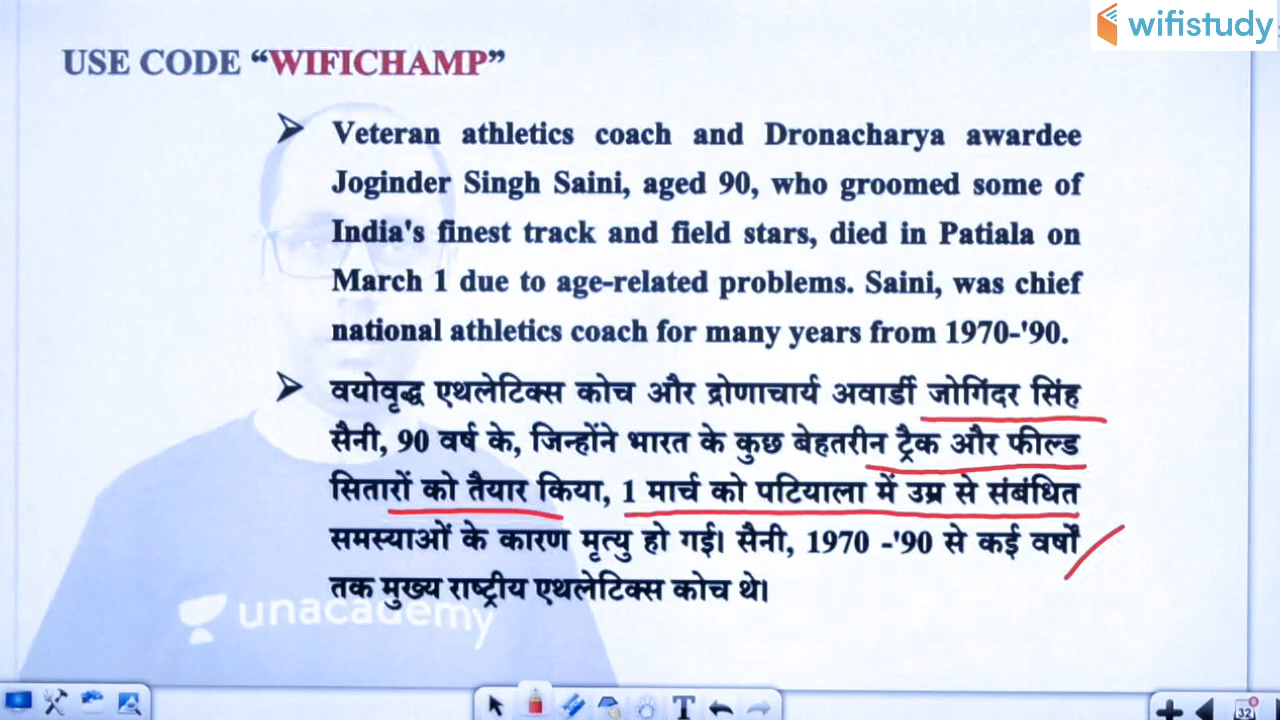 wifistudy
USE CODE “WIFICHAMP”
Veteran athletics coach and Dronacharya awardee
Joginder Singh Saini, aged 90, who groomed some of
India's finest track and field stars, died in Patiala on
March 1 due to age-related problems. Saini, was chief
national athletics coach for many years from 1970-'90.
वयोवृद्ध एथलेटिक्स कोच और द्रोणाचार्य अवार्डी जोगिंदर सिंह
सैनी, 90 वर्ष के, जिन्होंने भारत के कुछ बेहतरीन ट्रैक और फील्ड
सितारों को तैयार किया, 1 मार्च को पटियाला में उम्र से संबंधित
समस्याओं के कारण मृत्यु हो गई। सैनी, 1970 -'90 से कई वर्षों
तक मुख्य राष्ट्रीय एथलेटिक्स कोच थे।
unacademy
T
32